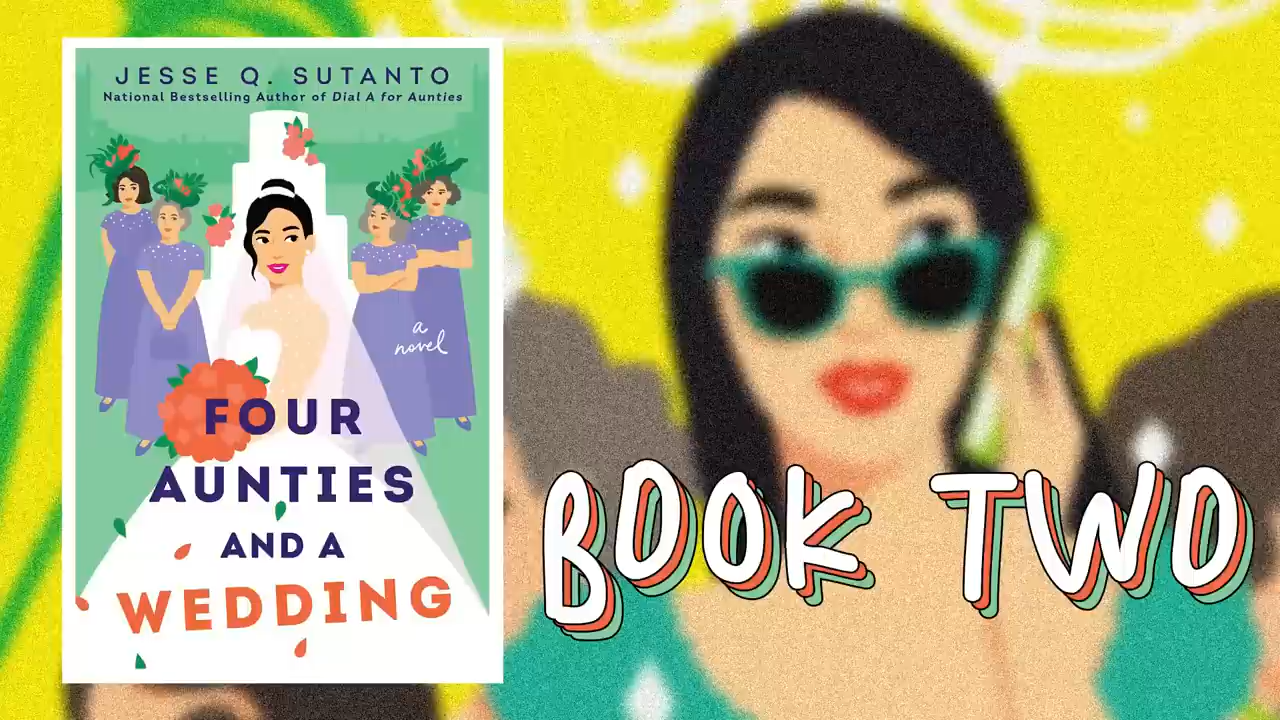 JESSE Q. SUTANTO
National Bestselling Author of Dial A for Aunties
a
novel
FOUR
AUNTIES
AND A
WEDDING
BOOK TWO